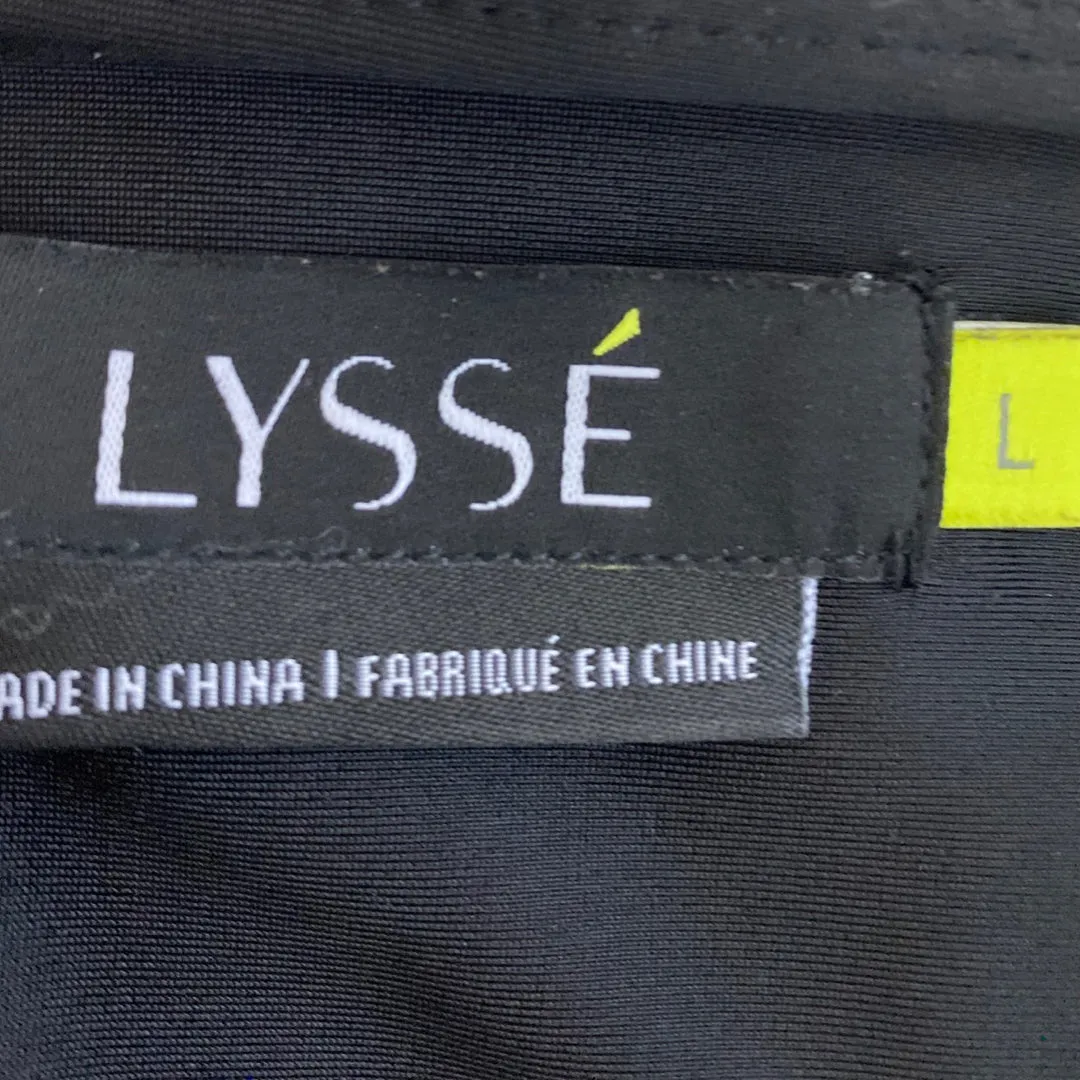 LYSSÉ
L
ADE IN CHINA | FABRIQUÉ EN CHINE